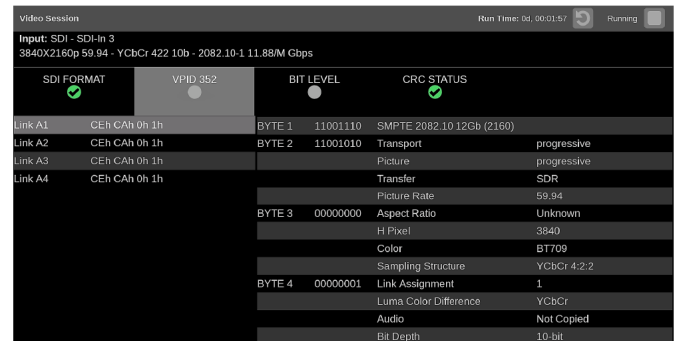 Video Session Run Time: 0d, 00:01:57 Running
Input: SDI - SDI-In 3
3840X2160p 59.94 - YCbCr 422 10b - 2082.10-1 11.88/M Gbps
SDI FORMAT VPID 352 BIT LEVEL CRC STATUS
Link A1 CEh CAh 0h 1h BYTE 1 11001110 SMPTE 2082.10 12Gb (2160)
Link A2 CEh CAh 0h 1h BYTE 2 11001010 Transport progressive
Link A3 CEh CAh 0h 1h Picture progressive
Link A4 CEh CAh 0h 1h Transfer SDR
Picture Rate 59.94
BYTE 3 00000000 Aspect Ratio Unknown
H Pixel 3840
Color BT709
Sampling Structure YCbCr 4:2:2
BYTE 4 00000001 Link Assignment 1
Luma Color Difference YCbCr
Audio Not Copied
Bit Depth 10-bit